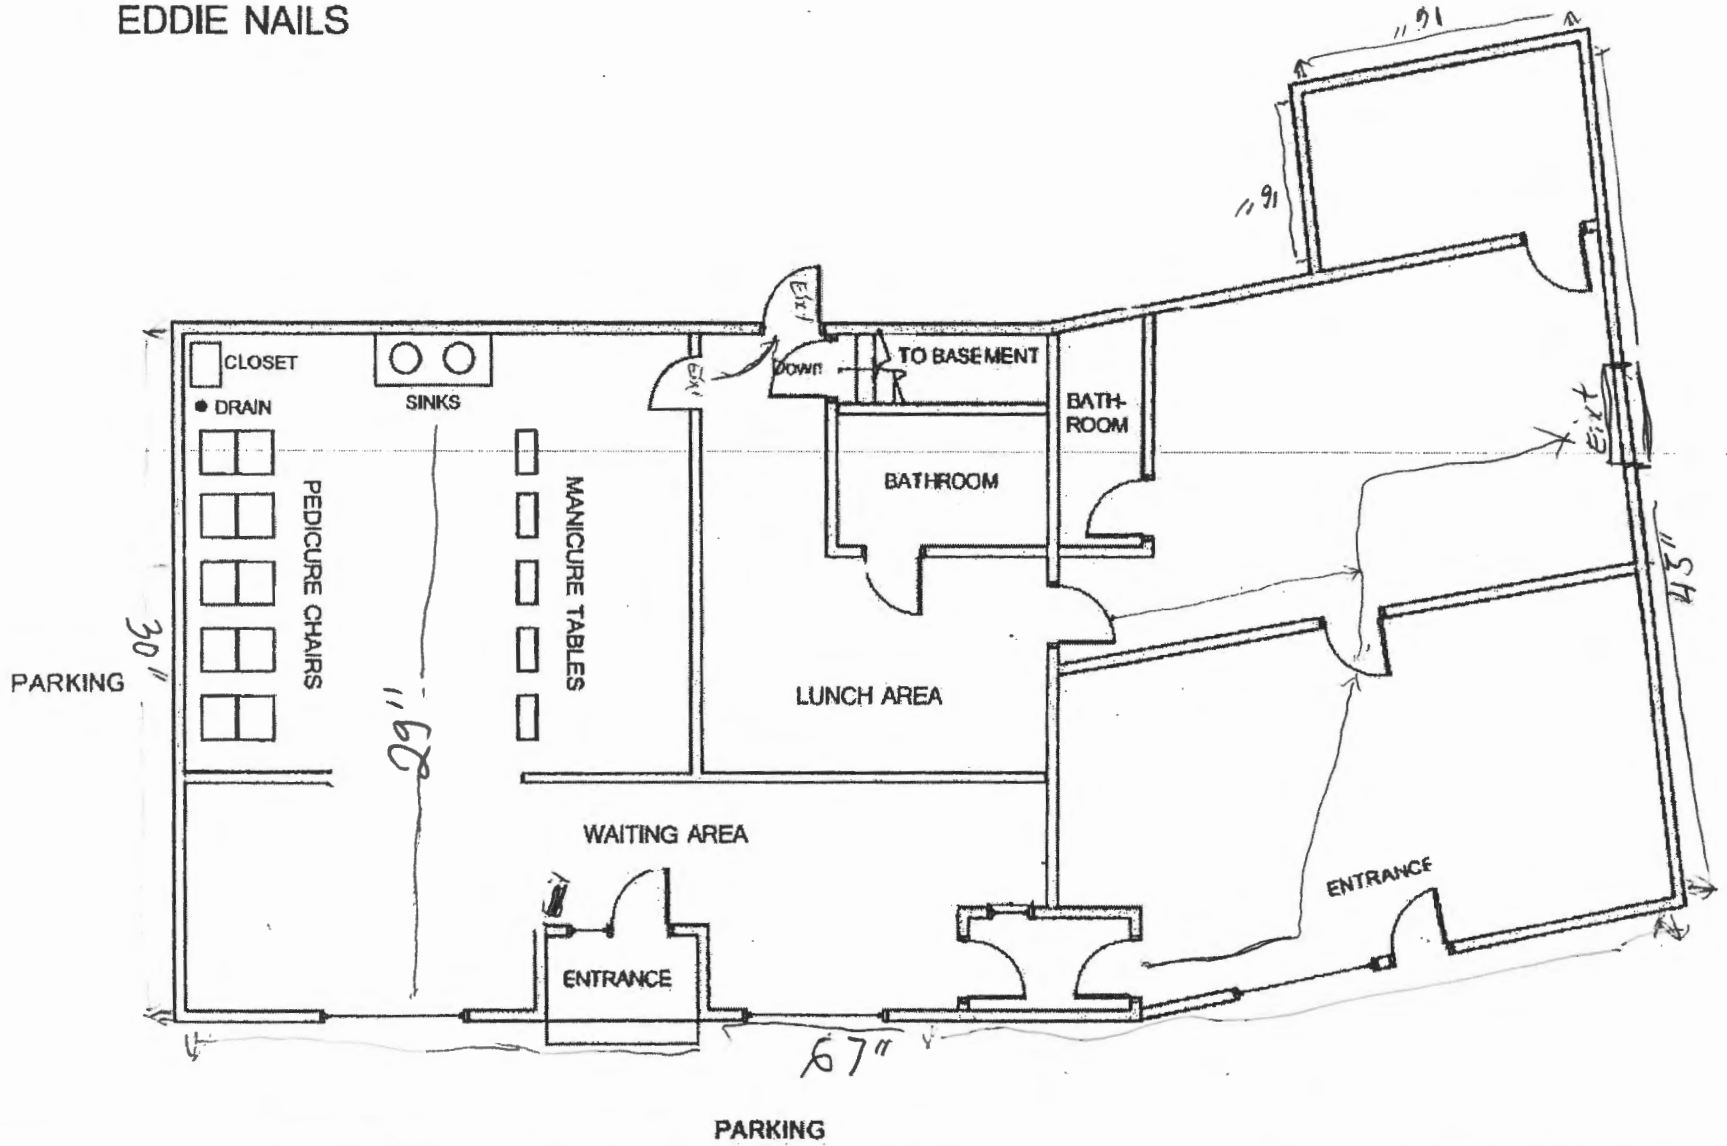 EDDIE NAILS
16"
16"
Exit
CLOSET
Down
TO BASEMENT
Exit
DRAIN
SINKS
BATH-
ROOM
Exit
BATHROOM
PEDICURE CHAIRS
MANICURE TABLES
43"
30"
PARKING
LUNCH AREA
29"
WAITING AREA
ENTRANCE
ENTRANCE
67"
PARKING